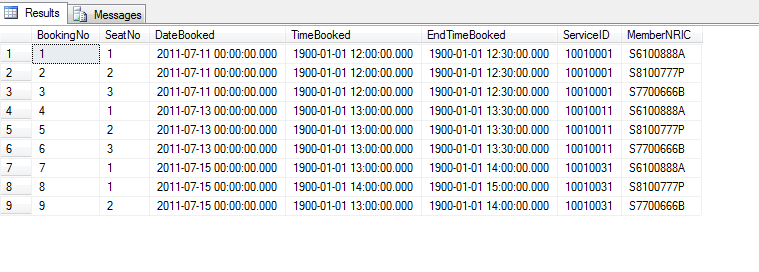 Results Messages
BookingNo SeatNo DateBooked TimeBooked EndTimeBooked ServiceID MemberNRIC
1 1 1 2011-07-11 00:00:00.000 1900-01-01 12:00:00.000 1900-01-01 12:30:00.000 10010001 S6100888A
2 2 2 2011-07-11 00:00:00.000 1900-01-01 12:00:00.000 1900-01-01 12:30:00.000 10010001 S8100777P
3 3 3 2011-07-11 00:00:00.000 1900-01-01 12:00:00.000 1900-01-01 12:30:00.000 10010001 S7700666B
4 4 1 2011-07-13 00:00:00.000 1900-01-01 13:00:00.000 1900-01-01 13:30:00.000 10010011 S6100888A
5 5 2 2011-07-13 00:00:00.000 1900-01-01 13:00:00.000 1900-01-01 13:30:00.000 10010011 S8100777P
6 6 3 2011-07-13 00:00:00.000 1900-01-01 13:00:00.000 1900-01-01 13:30:00.000 10010011 S7700666B
7 7 1 2011-07-15 00:00:00.000 1900-01-01 13:00:00.000 1900-01-01 14:00:00.000 10010031 S6100888A
8 8 1 2011-07-15 00:00:00.000 1900-01-01 14:00:00.000 1900-01-01 15:00:00.000 10010031 S8100777P
9 9 2 2011-07-15 00:00:00.000 1900-01-01 13:00:00.000 1900-01-01 14:00:00.000 10010031 S7700666B